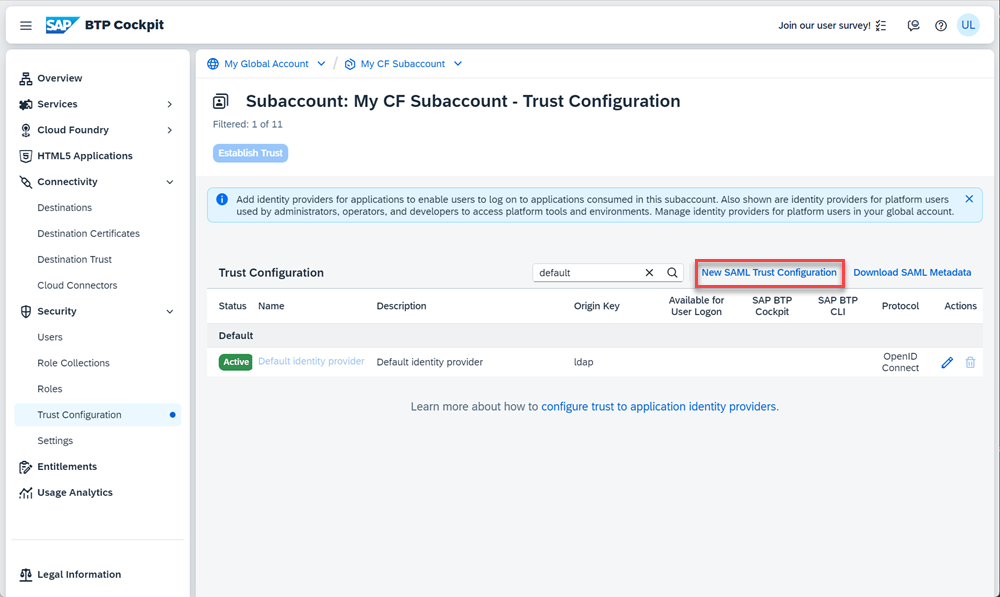 SAP BTP Cockpit
Join our user survey!
UL
Overview
Services
Cloud Foundry
HTML5 Applications
Connectivity
Destinations
Destination Certificates
Destination Trust
Cloud Connectors
Security
Users
Role Collections
Roles
Trust Configuration
Settings
Entitlements
Usage Analytics
Legal Information
My Global Account / My CF Subaccount
Subaccount: My CF Subaccount - Trust Configuration
Filtered: 1 of 11
Establish Trust
Add identity providers for applications to enable users to log on to applications consumed in this subaccount. Also shown are identity providers for platform users
used by administrators, operators, and developers to access platform tools and environments. Manage identity providers for platform users in your global account.
Trust Configuration
default
New SAML Trust Configuration
Download SAML Metadata
Status
Name
Description
Origin Key
Available for
User Logon
SAP BTP
Cockpit
SAP BTP
CLI
Protocol
Actions
Default
Active
Default identity provider
Default identity provider
ldap
OpenID
Connect
Learn more about how to configure trust to application identity providers.